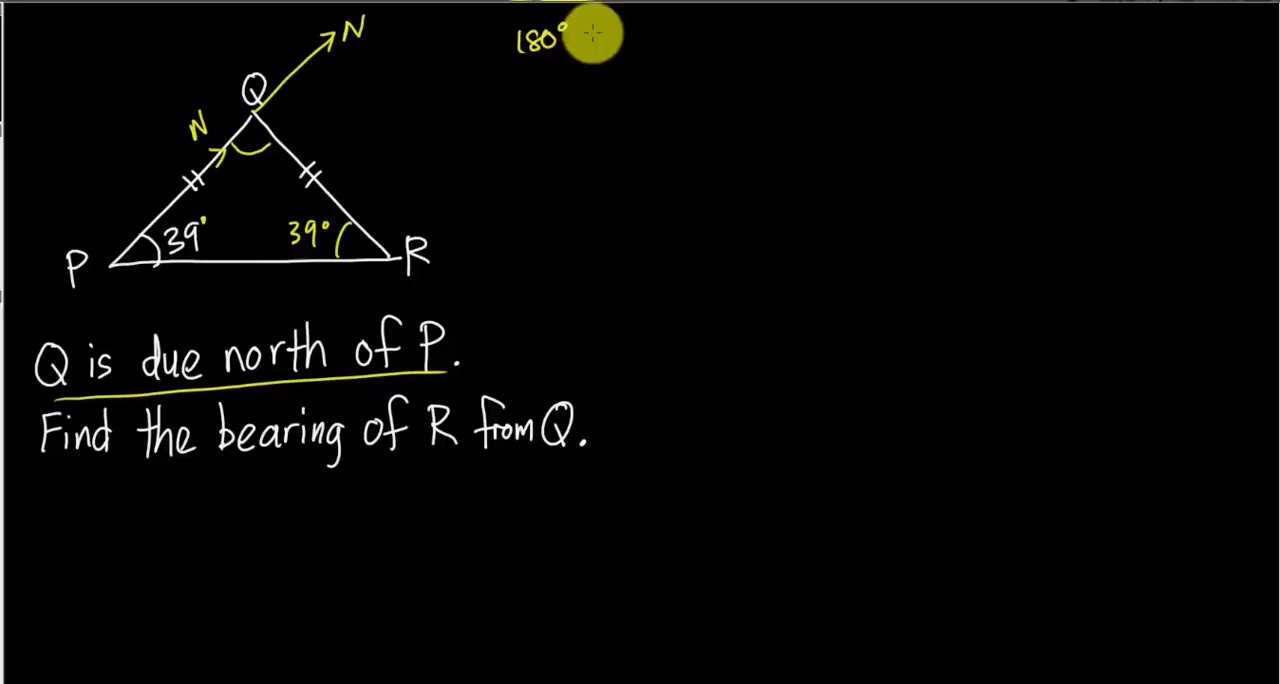 N
180°
Q
N
39°
39°
P
R
Q is due north of P.
Find the bearing of R from Q.